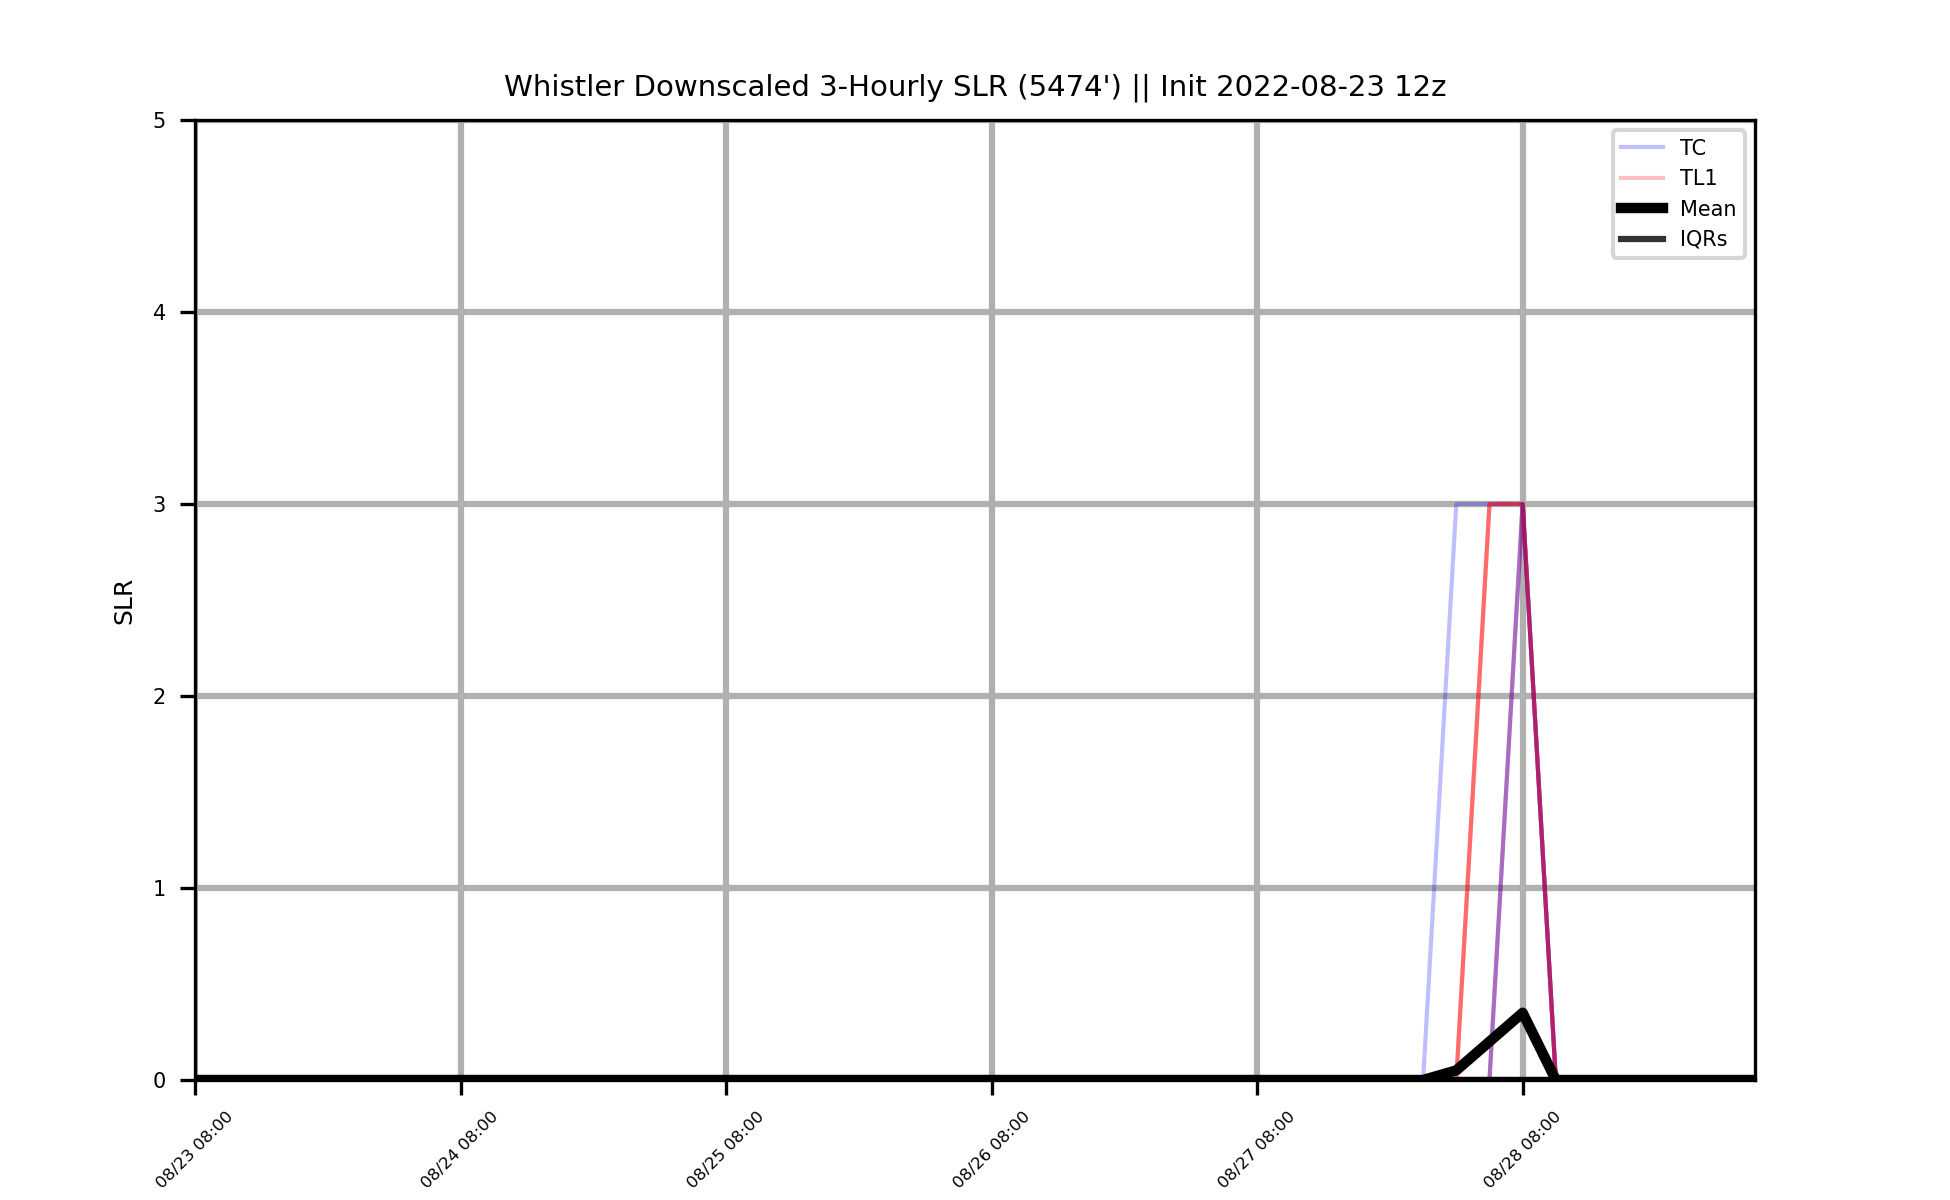 Whistler Downscaled 3-Hourly SLR (5474') || Init 2022-08-23 12z
TC
TL1
Mean
IQRs
SLR
5
4
3
2
1
0
08/23 08:00
08/24 08:00
08/25 08:00
08/26 08:00
08/27 08:00
08/28 08:00